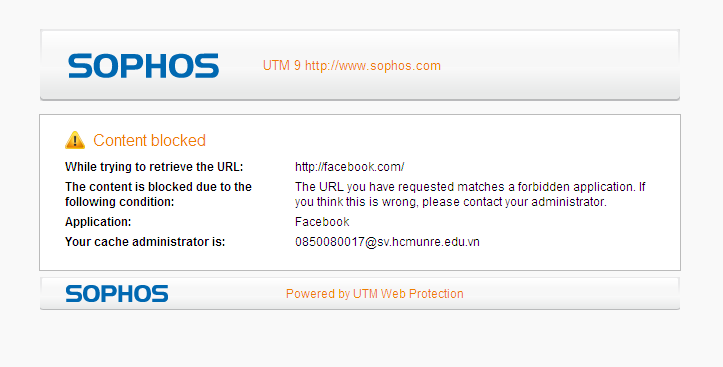 SOPHOS UTM 9 http://www.sophos.com
Content blocked
While trying to retrieve the URL: http://facebook.com/
The content is blocked due to the following condition: The URL you have requested matches a forbidden application. If you think this is wrong, please contact your administrator.
Application: Facebook
Your cache administrator is: 0850080017@sv.hcmunre.edu.vn
SOPHOS Powered by UTM Web Protection